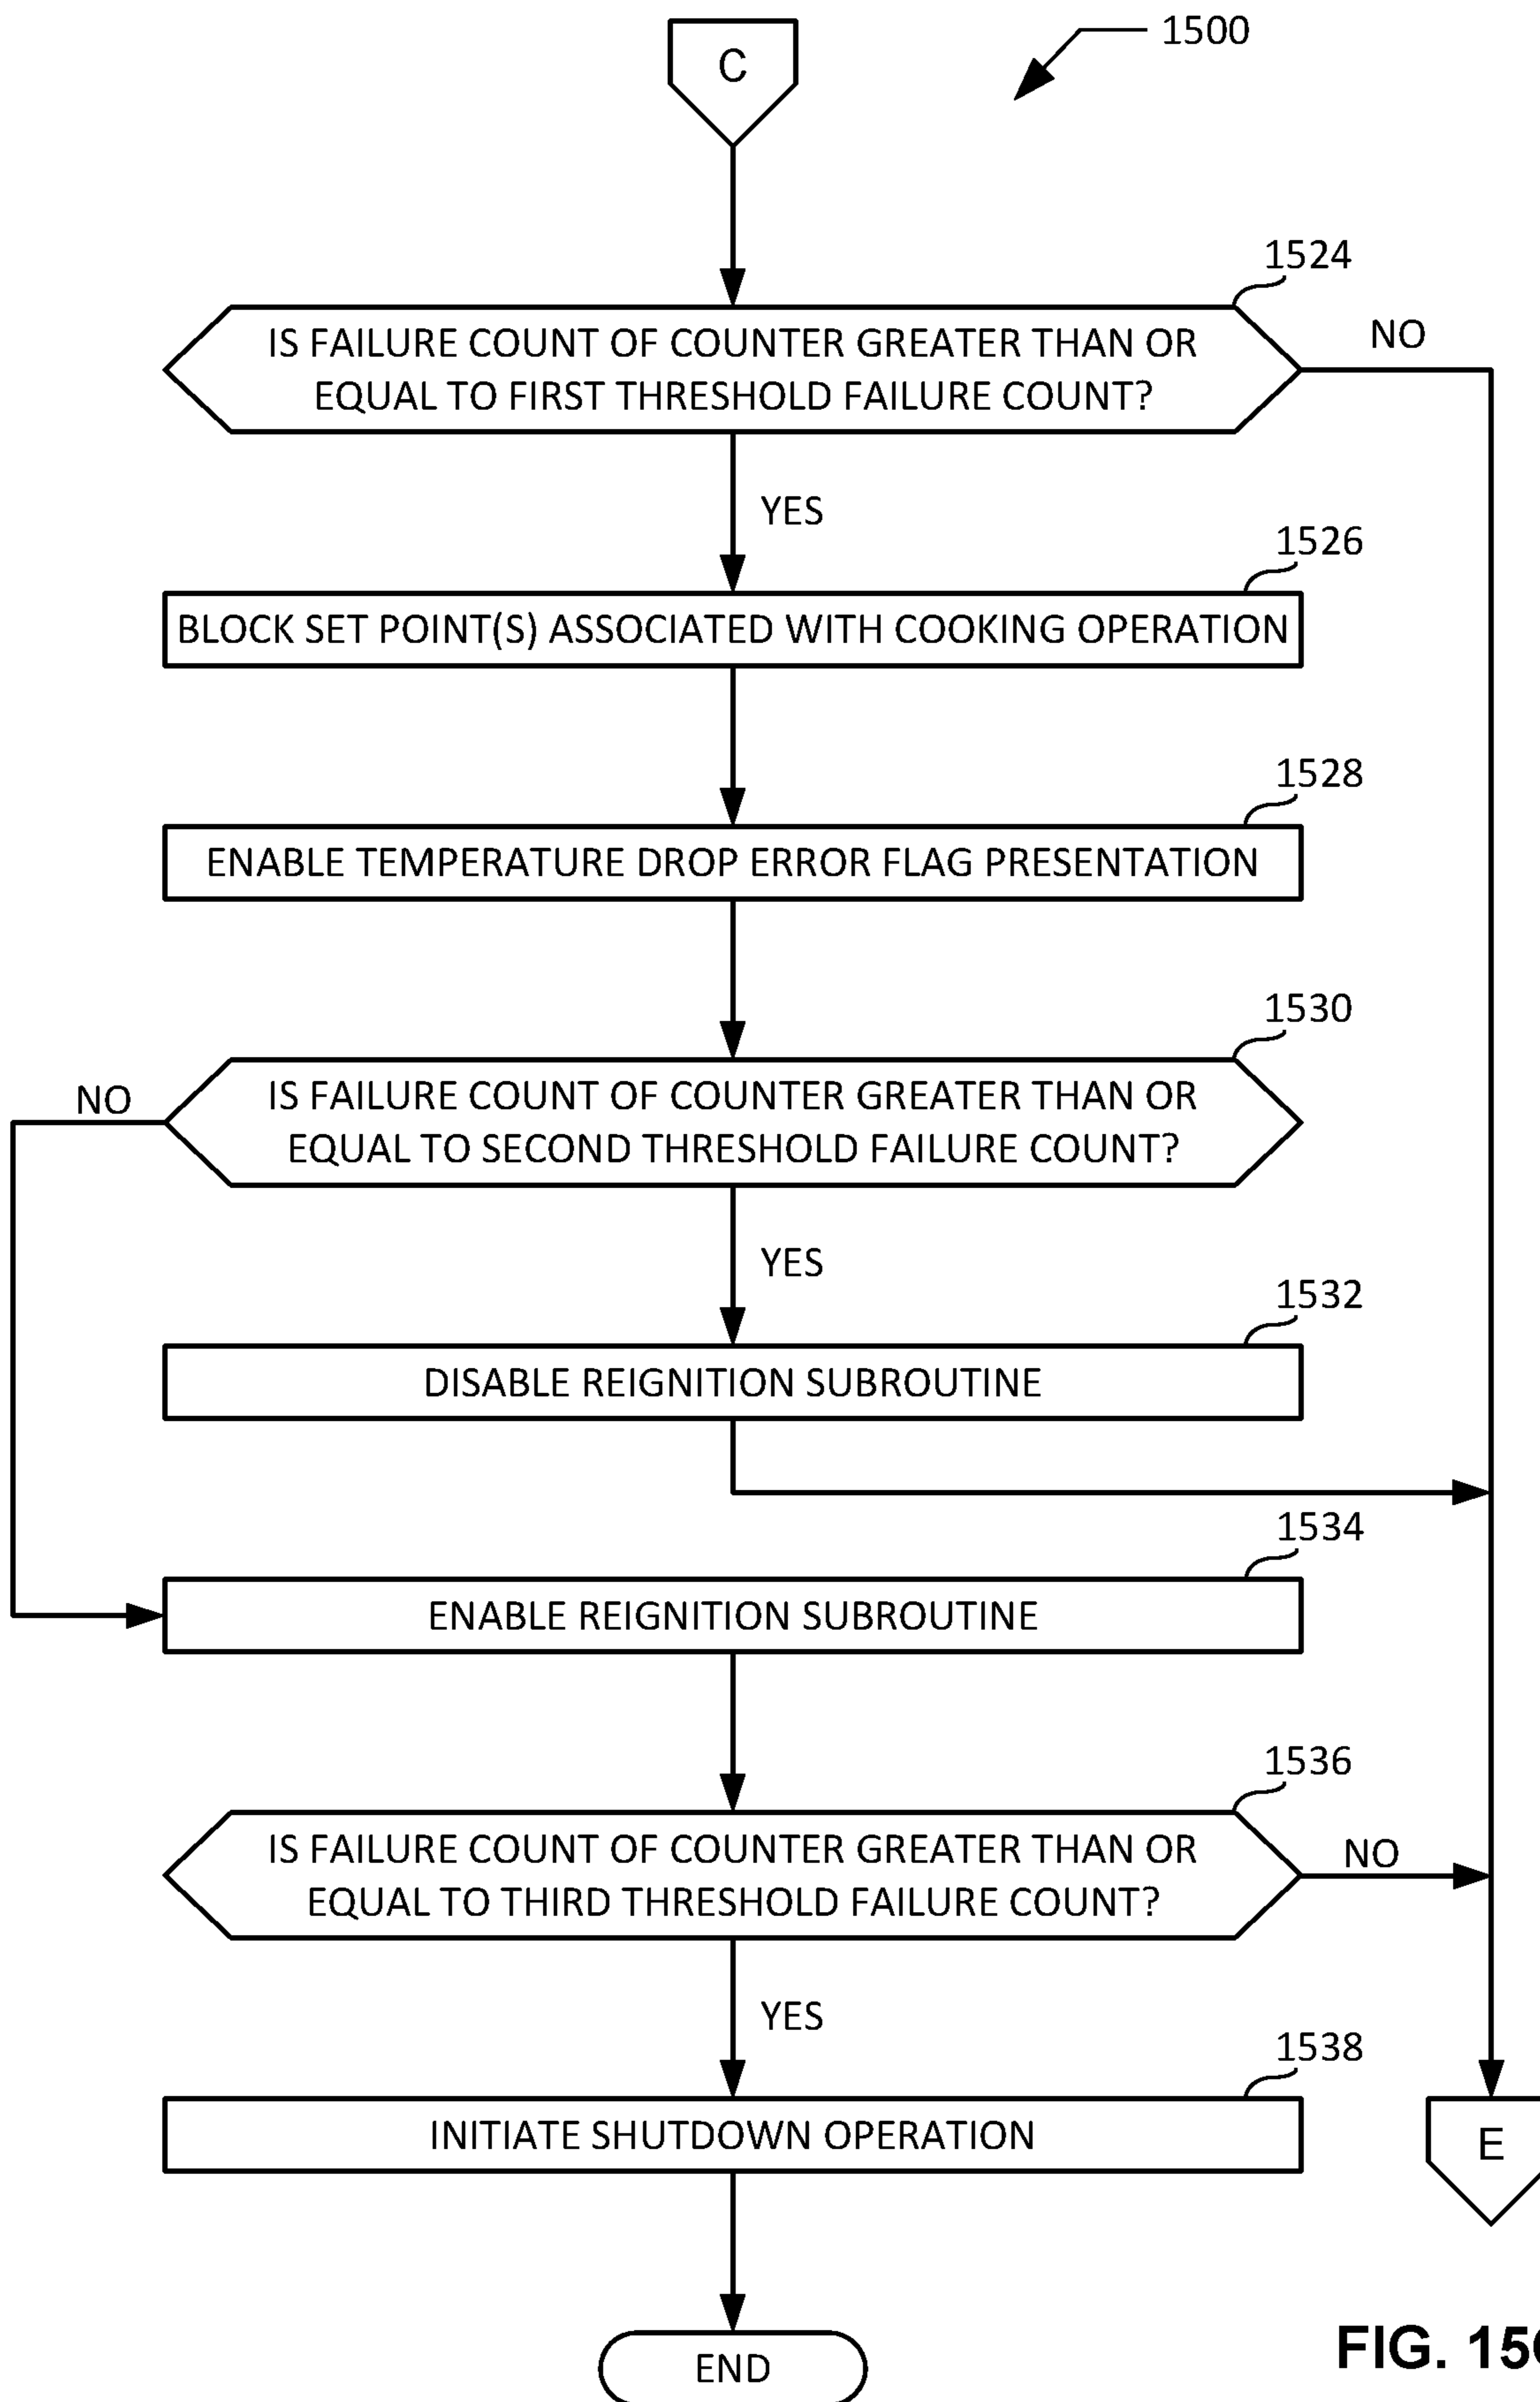 C
1500
1524
IS FAILURE COUNT OF COUNTER GREATER THAN OR
EQUAL TO FIRST THRESHOLD FAILURE COUNT?
NO
YES
1526
BLOCK SET POINT(S) ASSOCIATED WITH COOKING OPERATION
1528
ENABLE TEMPERATURE DROP ERROR FLAG PRESENTATION
1530
NO
IS FAILURE COUNT OF COUNTER GREATER THAN OR
EQUAL TO SECOND THRESHOLD FAILURE COUNT?
YES
1532
DISABLE REIGNITION SUBROUTINE
1534
ENABLE REIGNITION SUBROUTINE
1536
IS FAILURE COUNT OF COUNTER GREATER THAN OR
EQUAL TO THIRD THRESHOLD FAILURE COUNT?
NO
YES
1538
INITIATE SHUTDOWN OPERATION
E
END
FIG.